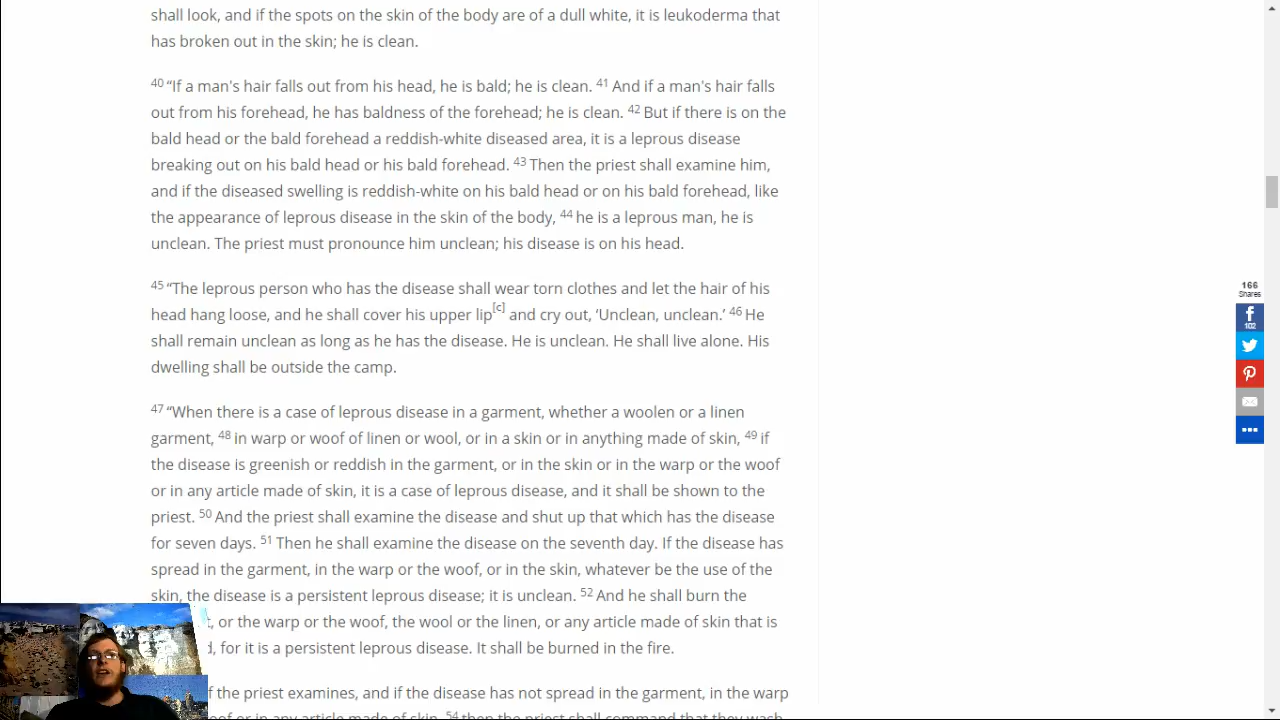 shall look, and if the spots on the skin of the body are of a dull white, it is leukoderma that
has broken out in the skin; he is clean.
40 “If a man's hair falls out from his head, he is bald; he is clean. 41 And if a man's hair falls
out from his forehead, he has baldness of the forehead; he is clean. 42 But if there is on the
bald head or the bald forehead a reddish-white diseased area, it is a leprous disease
breaking out on his bald head or his bald forehead. 43 Then the priest shall examine him,
and if the diseased swelling is reddish-white on his bald head or on his bald forehead, like
the appearance of leprous disease in the skin of the body, 44 he is a leprous man, he is
unclean. The priest must pronounce him unclean; his disease is on his head.
45 “The leprous person who has the disease shall wear torn clothes and let the hair of his
head hang loose, and he shall cover his upper lip[c] and cry out, ‘Unclean, unclean.’ 46 He
shall remain unclean as long as he has the disease. He is unclean. He shall live alone. His
dwelling shall be outside the camp.
47 “When there is a case of leprous disease in a garment, whether a woolen or a linen
garment, 48 in warp or woof of linen or wool, or in a skin or in anything made of skin, 49 if
the disease is greenish or reddish in the garment, or in the skin or in the warp or the woof
or in any article made of skin, it is a case of leprous disease, and it shall be shown to the
priest. 50 And the priest shall examine the disease and shut up that which has the disease
for seven days. 51 Then he shall examine the disease on the seventh day. If the disease has
spread in the garment, in the warp or the woof, or in the skin, whatever be the use of the
skin, the disease is a persistent leprous disease; it is unclean. 52 And he shall burn the
, or the warp or the woof, the wool or the linen, or any article made of skin that is
d, for it is a persistent leprous disease. It shall be burned in the fire.
f the priest examines, and if the disease has not spread in the garment, in the warp
oof or in any article made of skin, 54 then the priest shall command that they wash
166
Shares
102